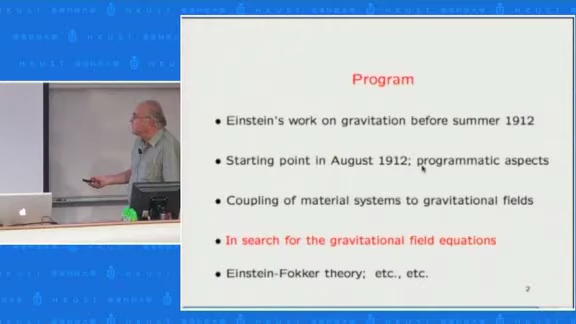 Program
• Einstein's work on gravitation before summer 1912
• Starting point in August 1912; programmatic aspects
• Coupling of material systems to gravitational fields
• In search for the gravitational field equations
• Einstein-Fokker theory; etc., etc.
2